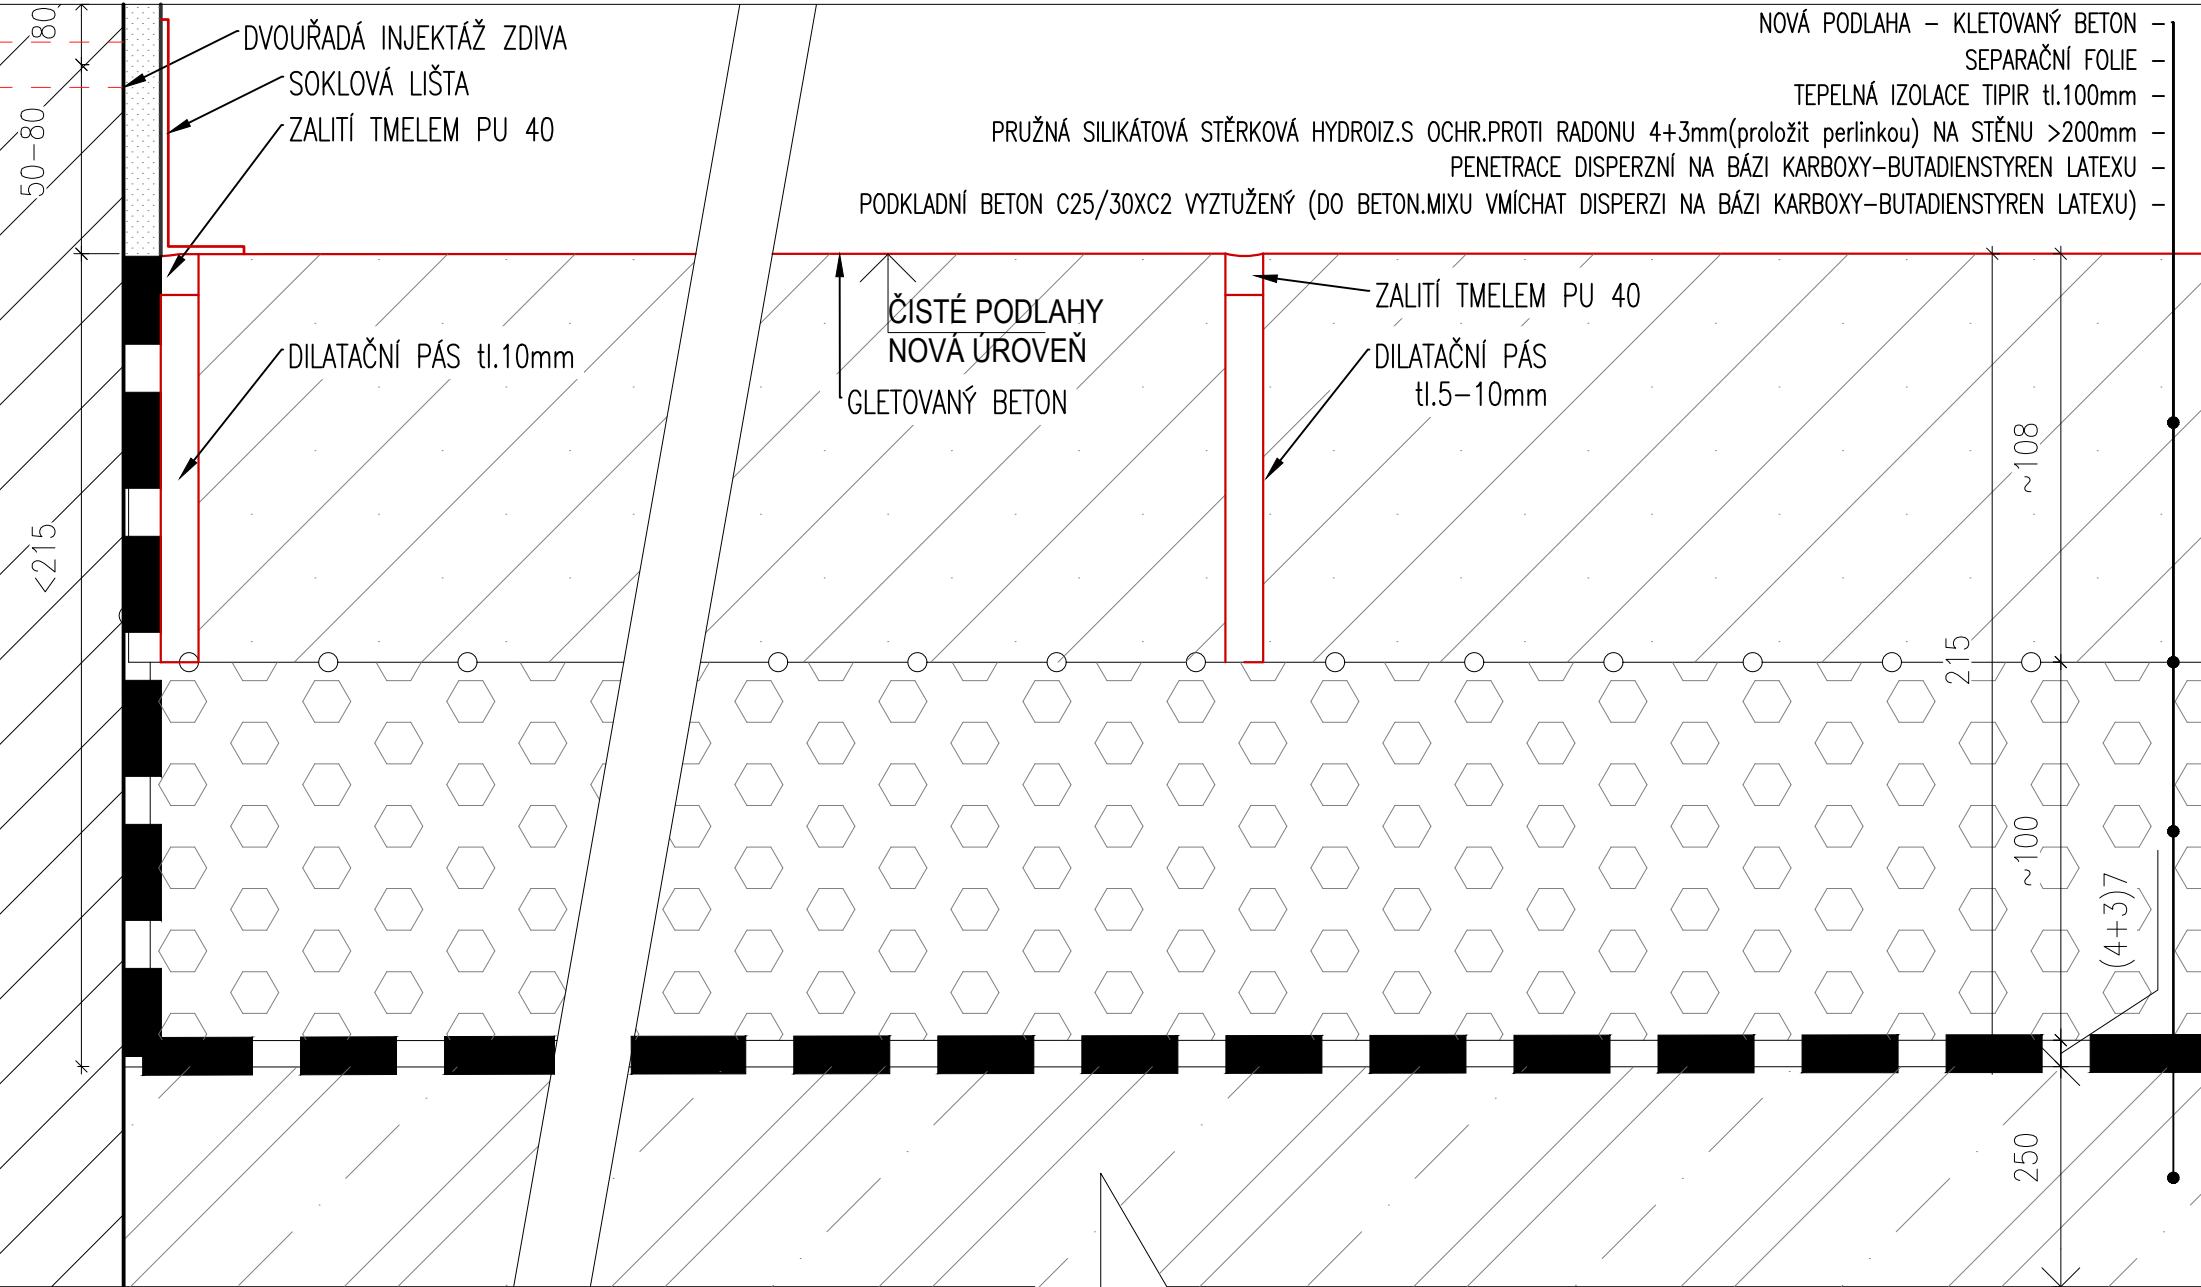 80
DVOUŘADÁ INJEKTÁŽ ZDIVA
SOKLOVÁ LIŠTA
ZALITÍ TMELEM PU 40
50-80
NOVÁ PODLAHA - KLETOVANÝ BETON -
SEPARAČNÍ FOLIE -
TEPELNÁ IZOLACE TIPIR tl.100mm -
PRUŽNÁ SILIKÁTOVÁ STĚRKOVÁ HYDROIZ.S OCHR.PROTI RADONU 4+3mm(proložit perlinkou) NA STĚNU >200mm -
PENETRACE DISPERZNÍ NA BÁZI KARBOXY-BUTADIENSTYREN LATEXU -
PODKLADNÍ BETON C25/30XC2 VYZTUŽENÝ (DO BETON.MIXU VMÍCHAT DISPERZI NA BÁZI KARBOXY-BUTADIENSTYREN LATEXU) -
ČISTÉ PODLAHY
NOVÁ ÚROVEŇ
GLETOVANÝ BETON
ZALITÍ TMELEM PU 40
DILATAČNÍ PÁS tl.10mm
DILATAČNÍ PÁS
tl.5-10mm
<215
~108
215
~100
(4+3)7
250